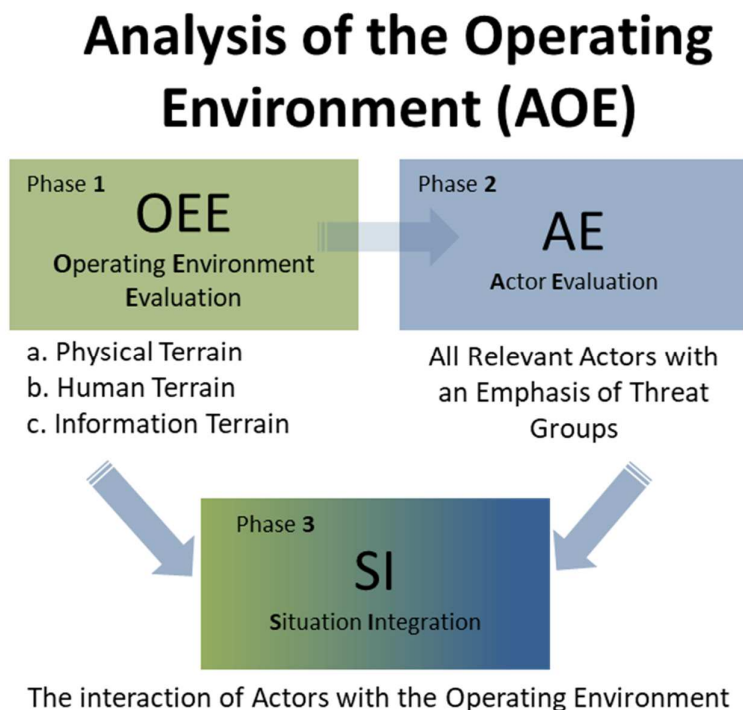 Analysis of the Operating
Environment (AOE)
Phase 1
OEE
Operating Environment
Evaluation
a. Physical Terrain
b. Human Terrain
c. Information Terrain
Phase 2
AE
Actor Evaluation
All Relevant Actors with
an Emphasis of Threat
Groups
Phase 3
SI
Situation Integration
The interaction of Actors with the Operating Environment